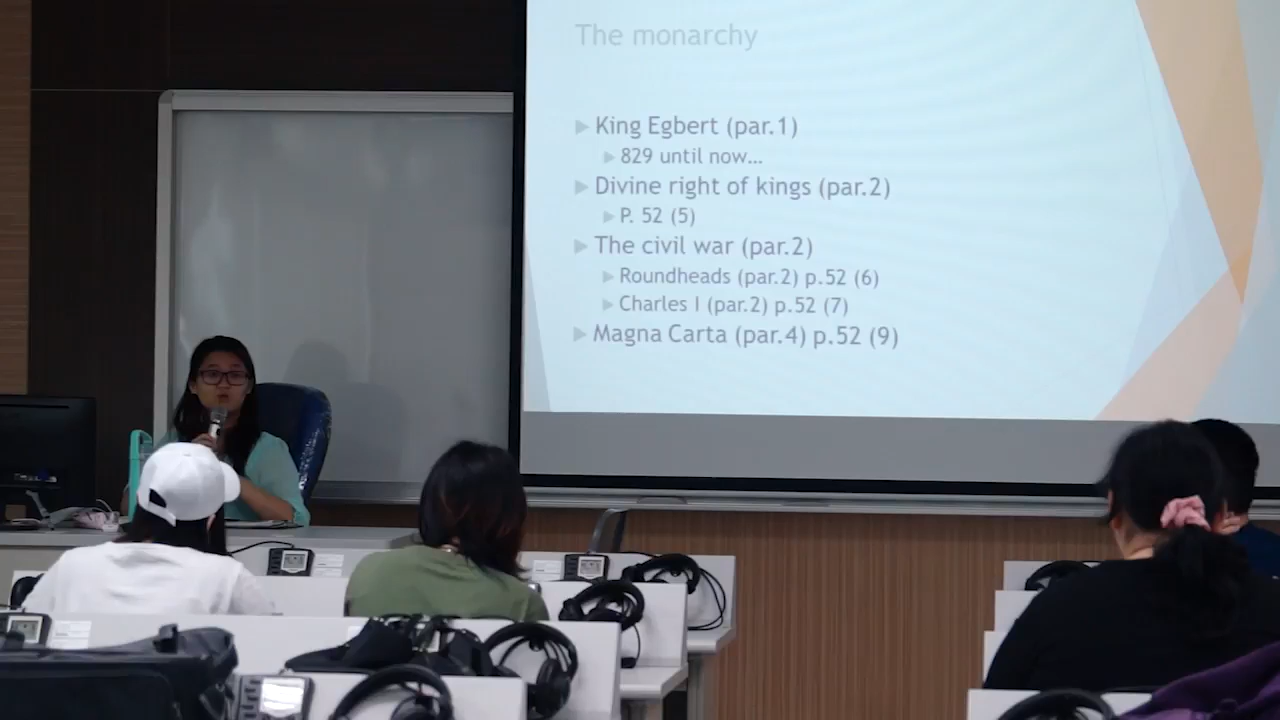 The monarchy
King Egbert (par.1)
829 until now...
Divine right of kings (par.2)
P. 52 (5)
The civil war (par.2)
Roundheads (par.2) p.52 (6)
Charles I (par.2) p.52 (7)
Magna Carta (par.4) p.52 (9)